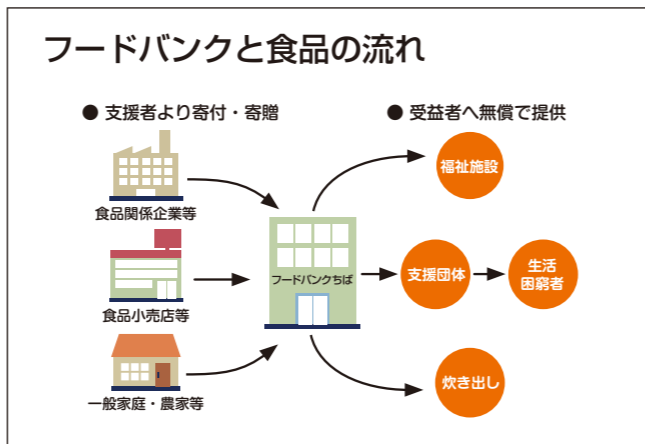 フードバンクと食品の流れ
● 支援者より寄付・寄贈
● 受益者へ無償で提供
食品関係企業等
食品小売店等
一般家庭・農家等
フードバンクちば
福祉施設
支援団体
生活
困窮者
炊き出し